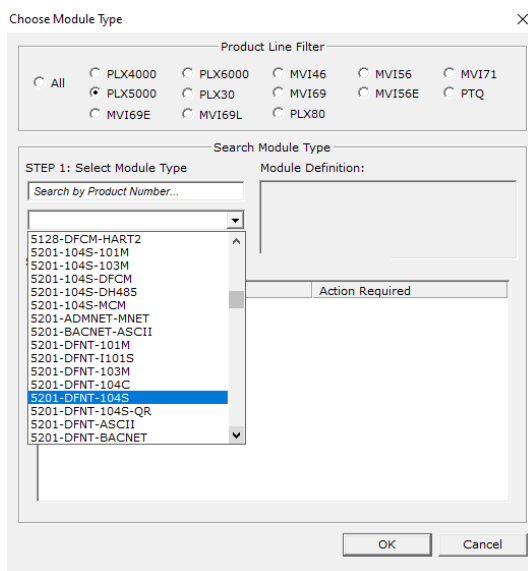 Choose Module Type
Product Line Filter
All
PLX4000 PLX6000 MVI46 MVI56 MVI71
PLX5000 PLX30 MVI69 MVI56E PTQ
MVI69E MVI69L PLX80
Search Module Type
STEP 1: Select Module Type Module Definition:
Search by Product Number...
5128-DFCM-HART2
5201-104S-101M
5201-104S-103M
5201-104S-DFCM
5201-104S-DH485
Action Required
5201-104S-MCM
5201-ADMNET-MNET
5201-BACNET-ASCII
5201-DFNT-101M
5201-DFNT-I101S
5201-DFNT-103M
5201-DFNT-104C
5201-DFNT-104S
5201-DFNT-104S-QR
5201-DFNT-ASCII
5201-DFNT-BACNET
OK Cancel